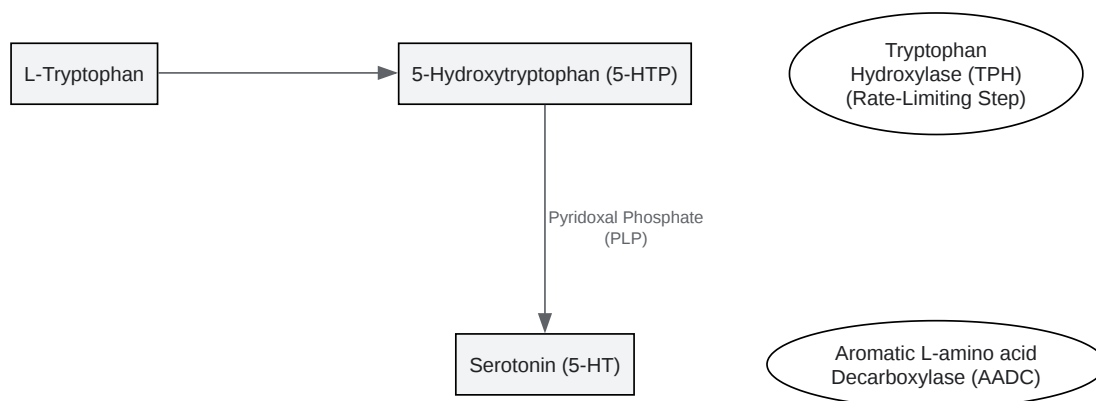 L-Tryptophan
5-Hydroxytryptophan (5-HTP)
Tryptophan
Hydroxylase (TPH)
(Rate-Limiting Step)
Pyridoxal Phosphate
(PLP)
Serotonin (5-HT)
Aromatic L-amino acid
Decarboxylase (AADC)